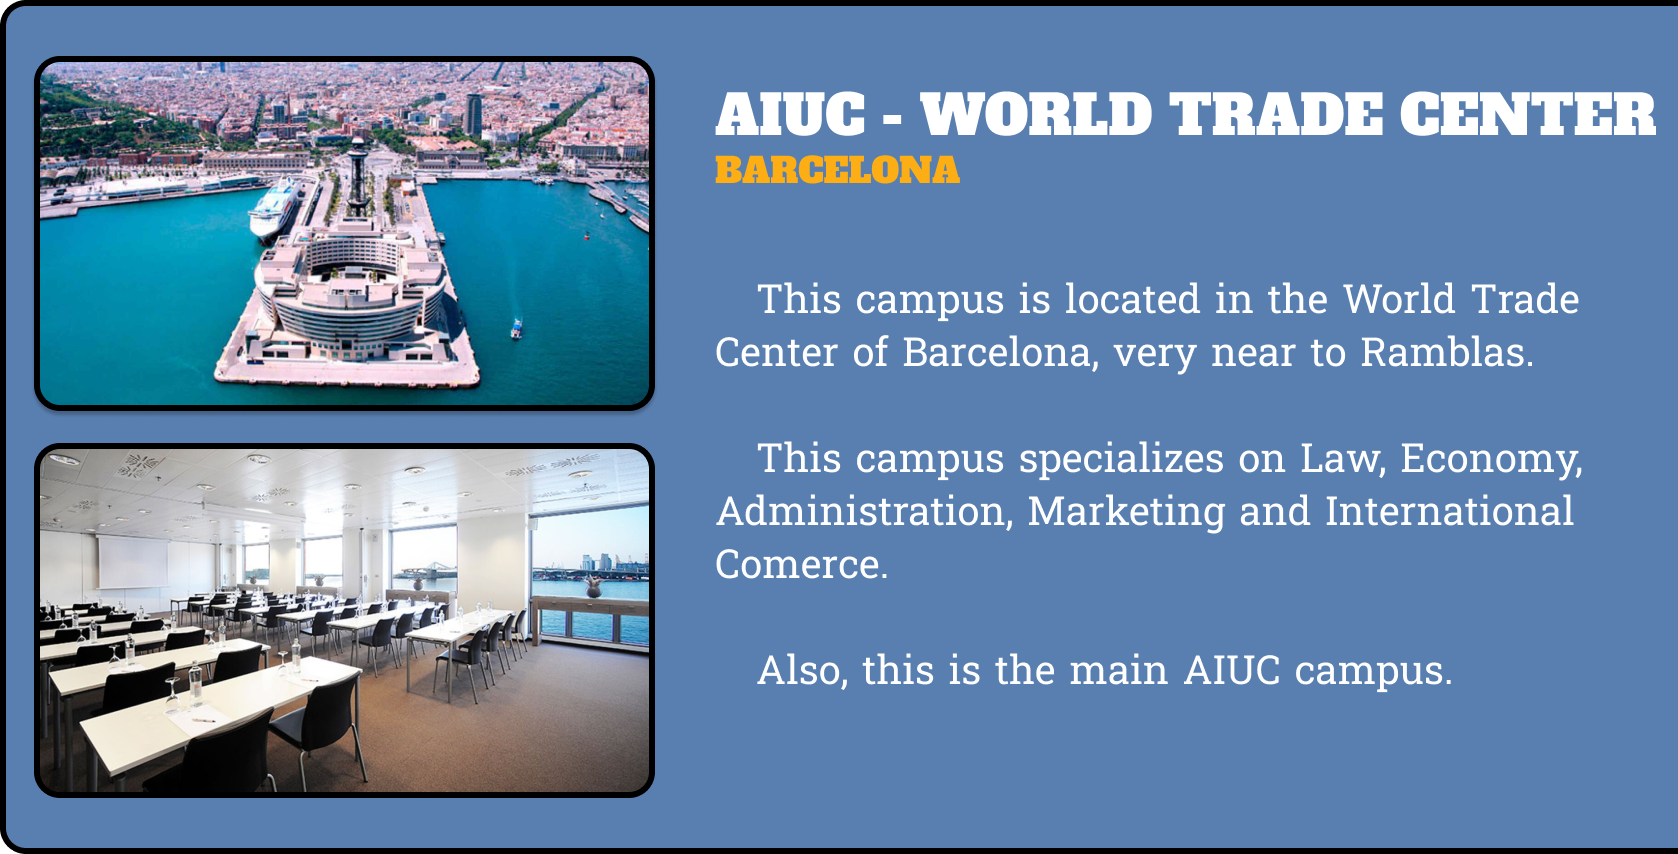 AIUC - WORLD TRADE CENTER
BARCELONA
This campus is located in the World Trade
Center of Barcelona, very near to Ramblas.
This campus specializes on Law, Economy,
Administration, Marketing and International
Comerce.
Also, this is the main AIUC campus.